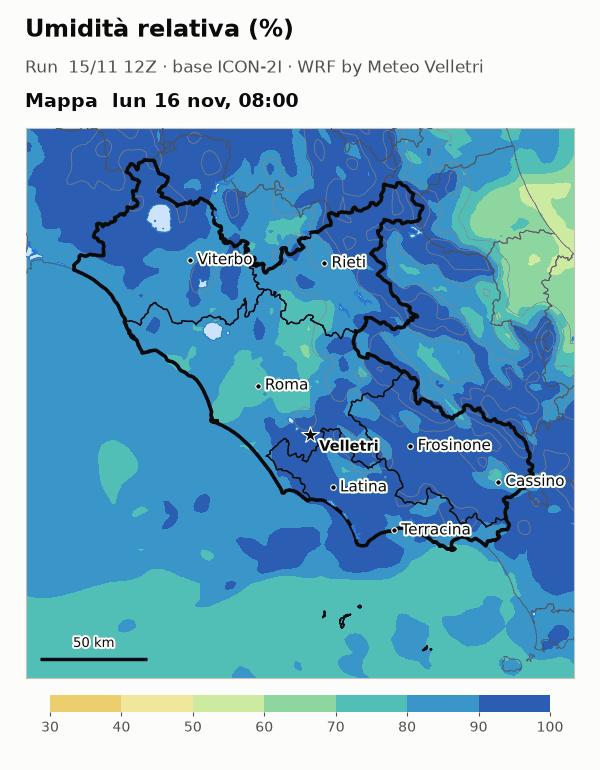 Umidità relativa (%)
Run  15/11 12Z · base ICON-2I · WRF by Meteo Velletri
Mappa  lun 16 nov, 08:00
Viterbo
Rieti
Roma
Velletri
Frosinone
Latina
Cassino
Terracina
50 km
30 40 50 60 70 80 90 100